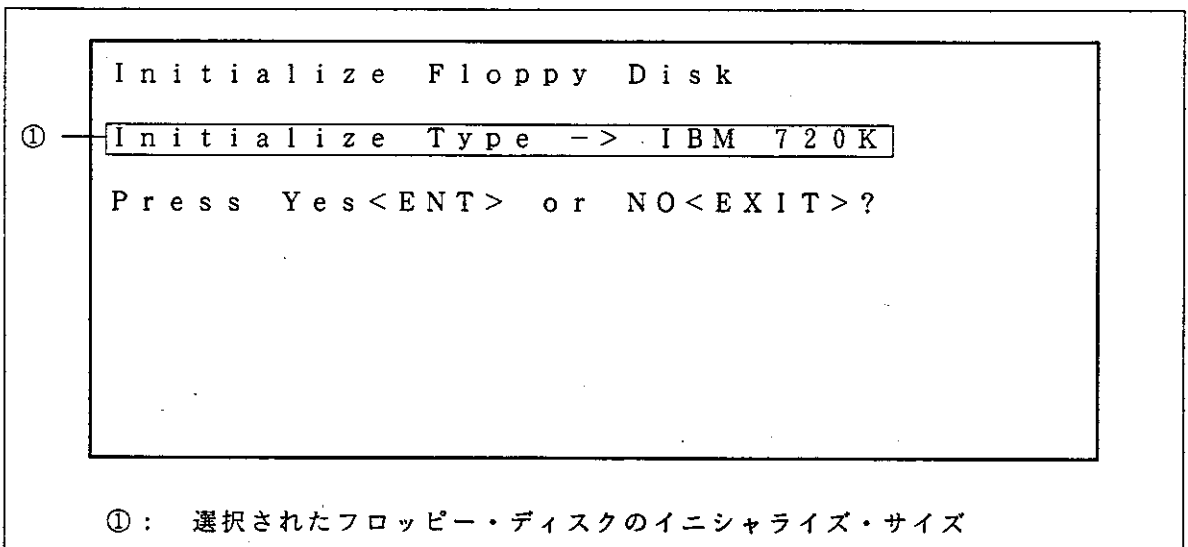 Initialize Floppy Disk
① Initialize Type -> IBM 720K
Press Yes<ENT> or NO<EXIT>?
①： 選択されたフロッピー・ディスクのイニシャライズ・サイズ